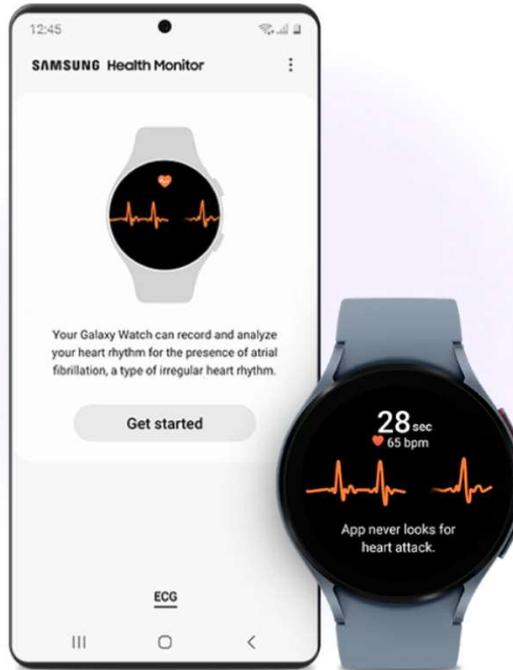 12:45
SAMSUNG Health Monitor
Your Galaxy Watch can record and analyze
your heart rhythm for the presence of atrial
fibrillation, a type of irregular heart rhythm.
Get started
ECG
28 sec
65 bpm
App never looks for
heart attack.